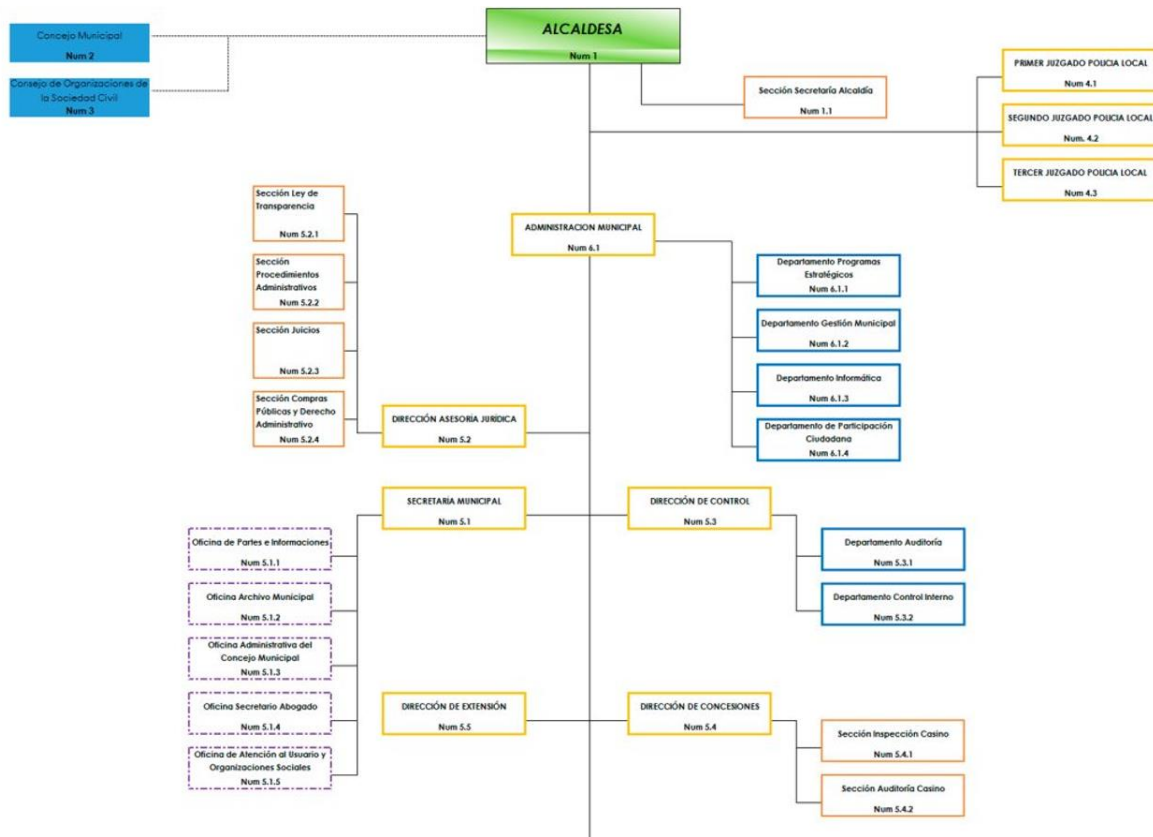 ALCALDESA
Num 1
Concejo Municipal
Num 2
Consejo de Organizaciones de
la Sociedad Civil
Num 3
Sección Secretaría Alcaldía
Num 1.1
PRIMER JUZGADO POLICIA LOCAL
Num 4.1
SEGUNDO JUZGADO POLICIA LOCAL
Num. 4.2
TERCER JUZGADO POLICIA LOCAL
Num 4.3
ADMINISTRACION MUNICIPAL
Num 6.1
Departamento Programas
Estratégicos
Num 6.1.1
Departamento Gestión Municipal
Num 6.1.2
Departamento Informática
Num 6.1.3
Departamento de Participación
Ciudadana
Num 6.1.4
Sección Ley de
Transparencia
Num 5.2.1
Sección
Procedimientos
Administrativos
Num 5.2.2
Sección Juicios
Num 5.2.3
Sección Compras
Públicas y Derecho
Administrativo
Num 5.2.4
DIRECCIÓN ASESORÍA JURÍDICA
Num 5.2
SECRETARÍA MUNICIPAL
Num 5.1
Oficina de Partes e Informaciones
Num 5.1.1
Oficina Archivo Municipal
Num 5.1.2
Oficina Administrativa del
Concejo Municipal
Num 5.1.3
Oficina Secretario Abogado
Num 5.1.4
Oficina de Atención al Usuario y
Organizaciones Sociales
Num 5.1.5
DIRECCIÓN DE CONTROL
Num 5.3
Departamento Auditoría
Num 5.3.1
Departamento Control Interno
Num 5.3.2
DIRECCIÓN DE EXTENSIÓN
Num 5.5
DIRECCIÓN DE CONCESIONES
Num 5.4
Sección Inspección Casino
Num 5.4.1
Sección Auditoría Casino
Num 5.4.2